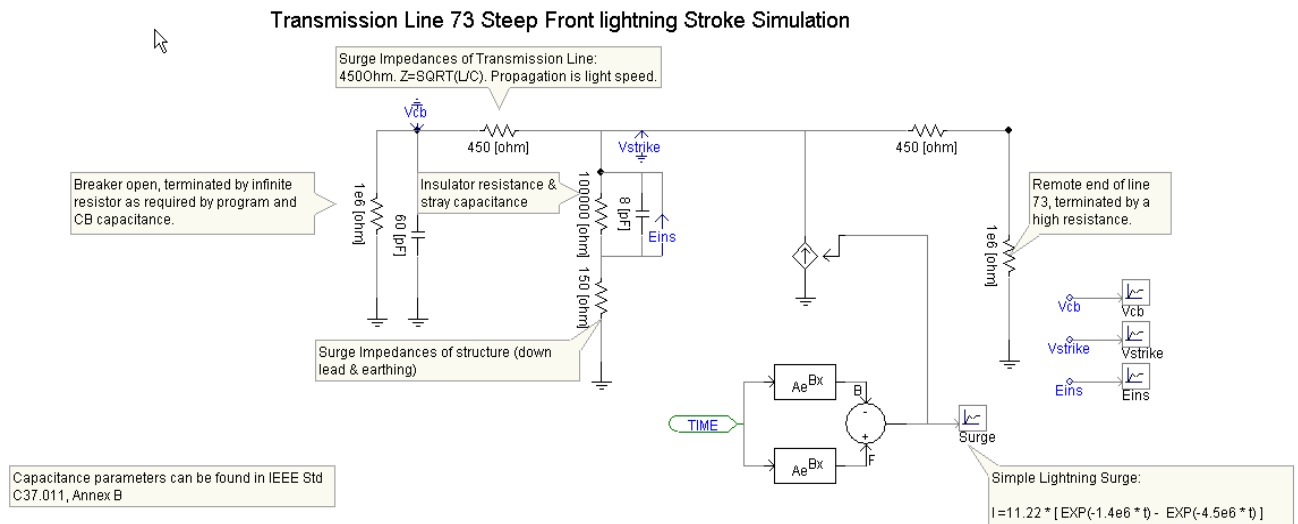 Transmission Line 73 Steep Front lightning Stroke Simulation
Surge Impedances of Transmission Line:
450Ohm. Z=SQRT(L/C). Propagation is light speed.
Vcb
450 [ohm]
Vstrike
450 [ohm]
Breaker open, terminated by infinite
resistor as required by program and
CB capacitance.
1e6 [ohm]
60 [pF]
Insulator resistance &
stray capacitance
100000 [ohm]
8 [pF]
Eins
150 [ohm]
Remote end of line
73, terminated by a
high resistance.
1e6 [ohm]
Vcb
Vcb
Vstrike
Vstrike
Eins
Eins
Surge Impedances of structure (down
lead & earthing)
TIME
Ae^Bx
Ae^Bx
B
-
+
F
Surge
Simple Lightning Surge:
I =11.22 * [ EXP(-1.4e6 * t) - EXP(-4.5e6 * t) ]
Capacitance parameters can be found in IEEE Std
C37.011, Annex B